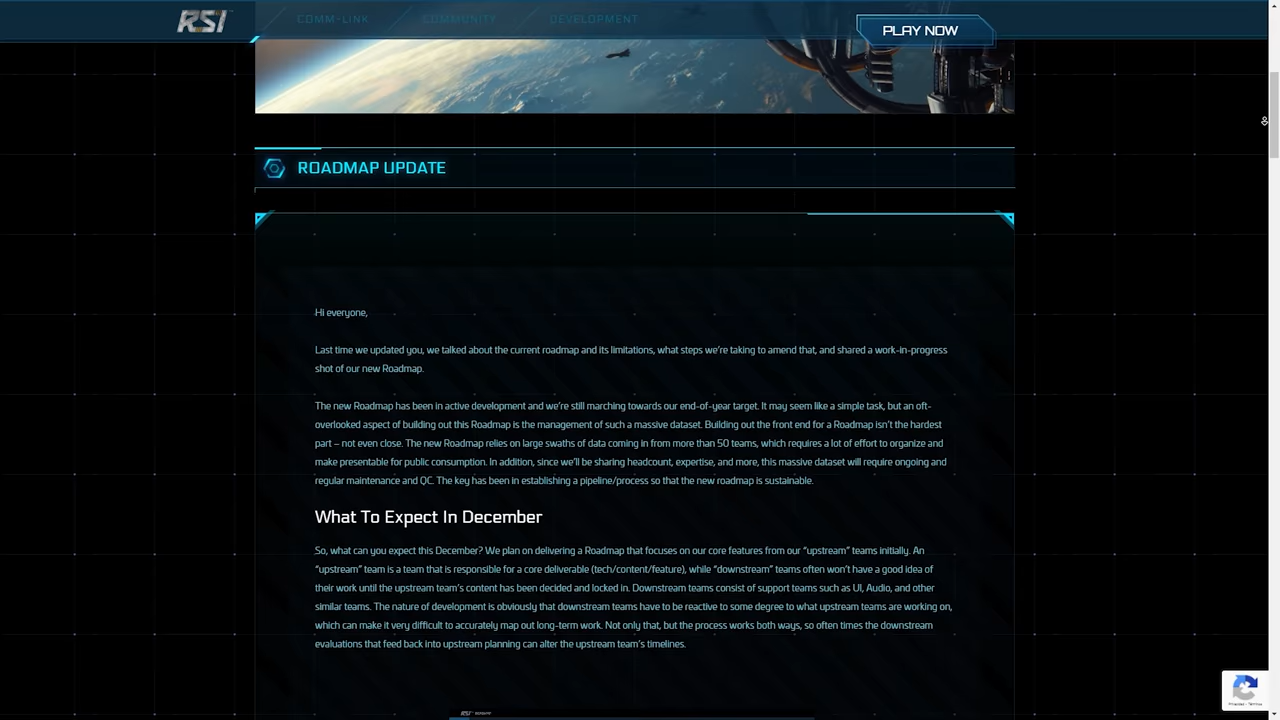 RSI
COMM-LINK
COMMUNITY
DEVELOPMENT
PLAY NOW
ROADMAP UPDATE
Hi everyone,
Last time we updated you, we talked about the current roadmap and its limitations, what steps we're taking to amend that, and shared a work-in-progress
shot of our new Roadmap.
The new Roadmap has been in active development and we're still marching towards our end-of-year target. It may seem like a simple task, but an oft-
overlooked aspect of building out this Roadmap is the management of such a massive dataset. Building out the front end for a Roadmap isn't the hardest
part – not even close. The new Roadmap relies on large swaths of data coming in from more than 50 teams, which requires a lot of effort to organize and
make presentable for public consumption. In addition, since we'll be sharing headcount, expertise, and more, this massive dataset will require ongoing and
regular maintenance and QC. The key has been in establishing a pipeline/process so that the new roadmap is sustainable.
What To Expect In December
So, what can you expect this December? We plan on delivering a Roadmap that focuses on our core features from our “upstream” teams initially. An
“upstream” team is a team that is responsible for a core deliverable (tech/content/feature), while “downstream” teams often won't have a good idea of
their work until the upstream team's content has been decided and locked in. Downstream teams consist of support teams such as UI, Audio, and other
similar teams. The nature of development is obviously that downstream teams have to be reactive to some degree to what upstream teams are working on,
which can make it very difficult to accurately map out long-term work. Not only that, but the process works both ways, so often times the downstream
evaluations that feed back into upstream planning can alter the upstream team's timelines.
RSI